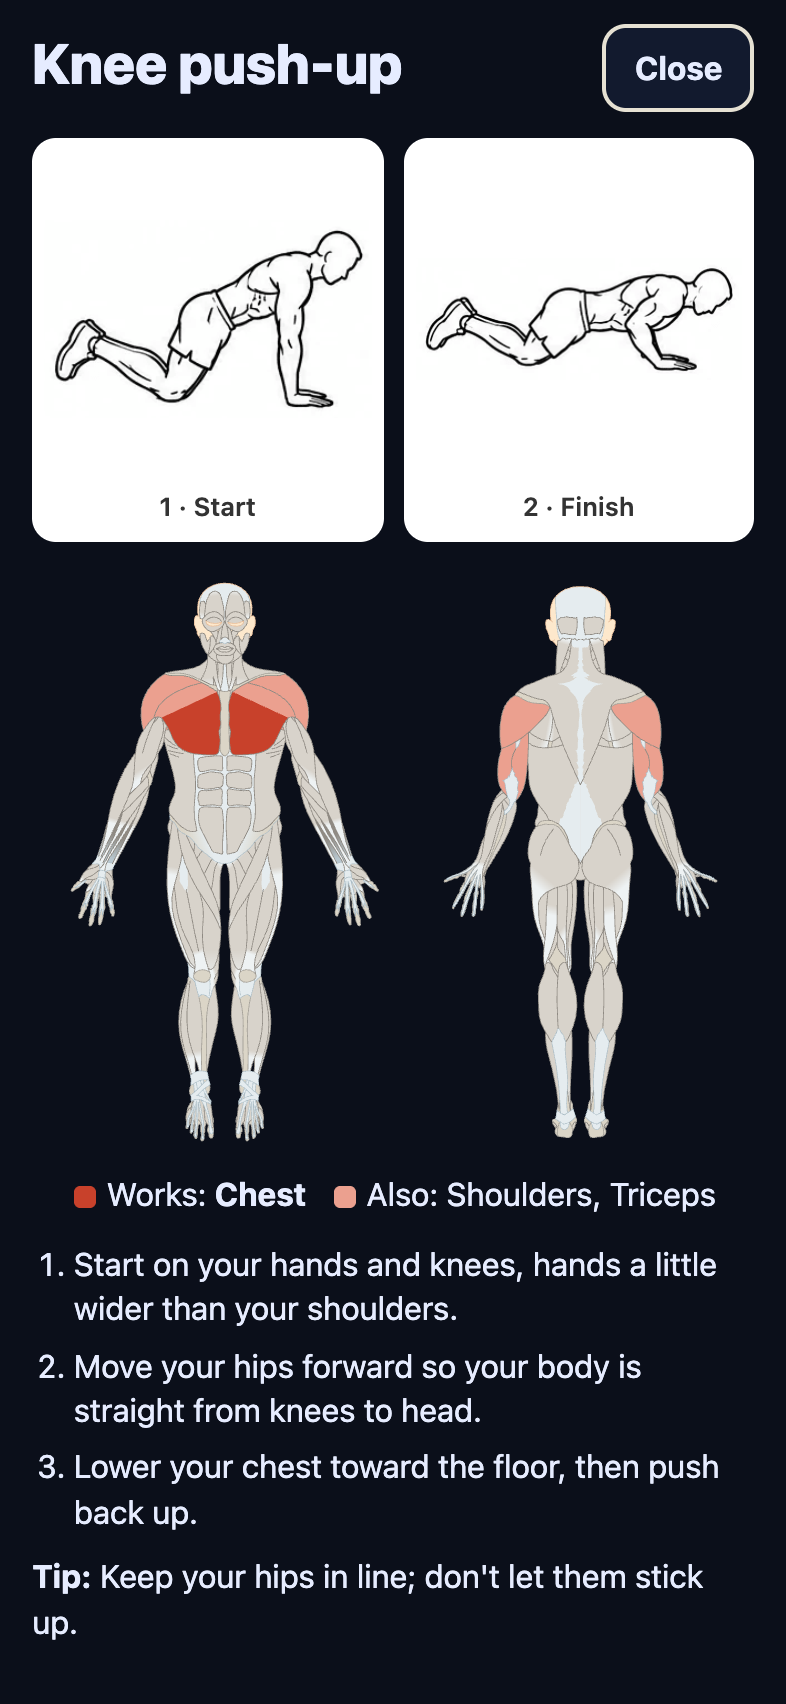 Knee push-up
Close
1 · Start
2 · Finish
Works: Chest
Also: Shoulders, Triceps
1. Start on your hands and knees, hands a little
wider than your shoulders.
2. Move your hips forward so your body is
straight from knees to head.
3. Lower your chest toward the floor, then push
back up.
Tip: Keep your hips in line; don't let them stick
up.